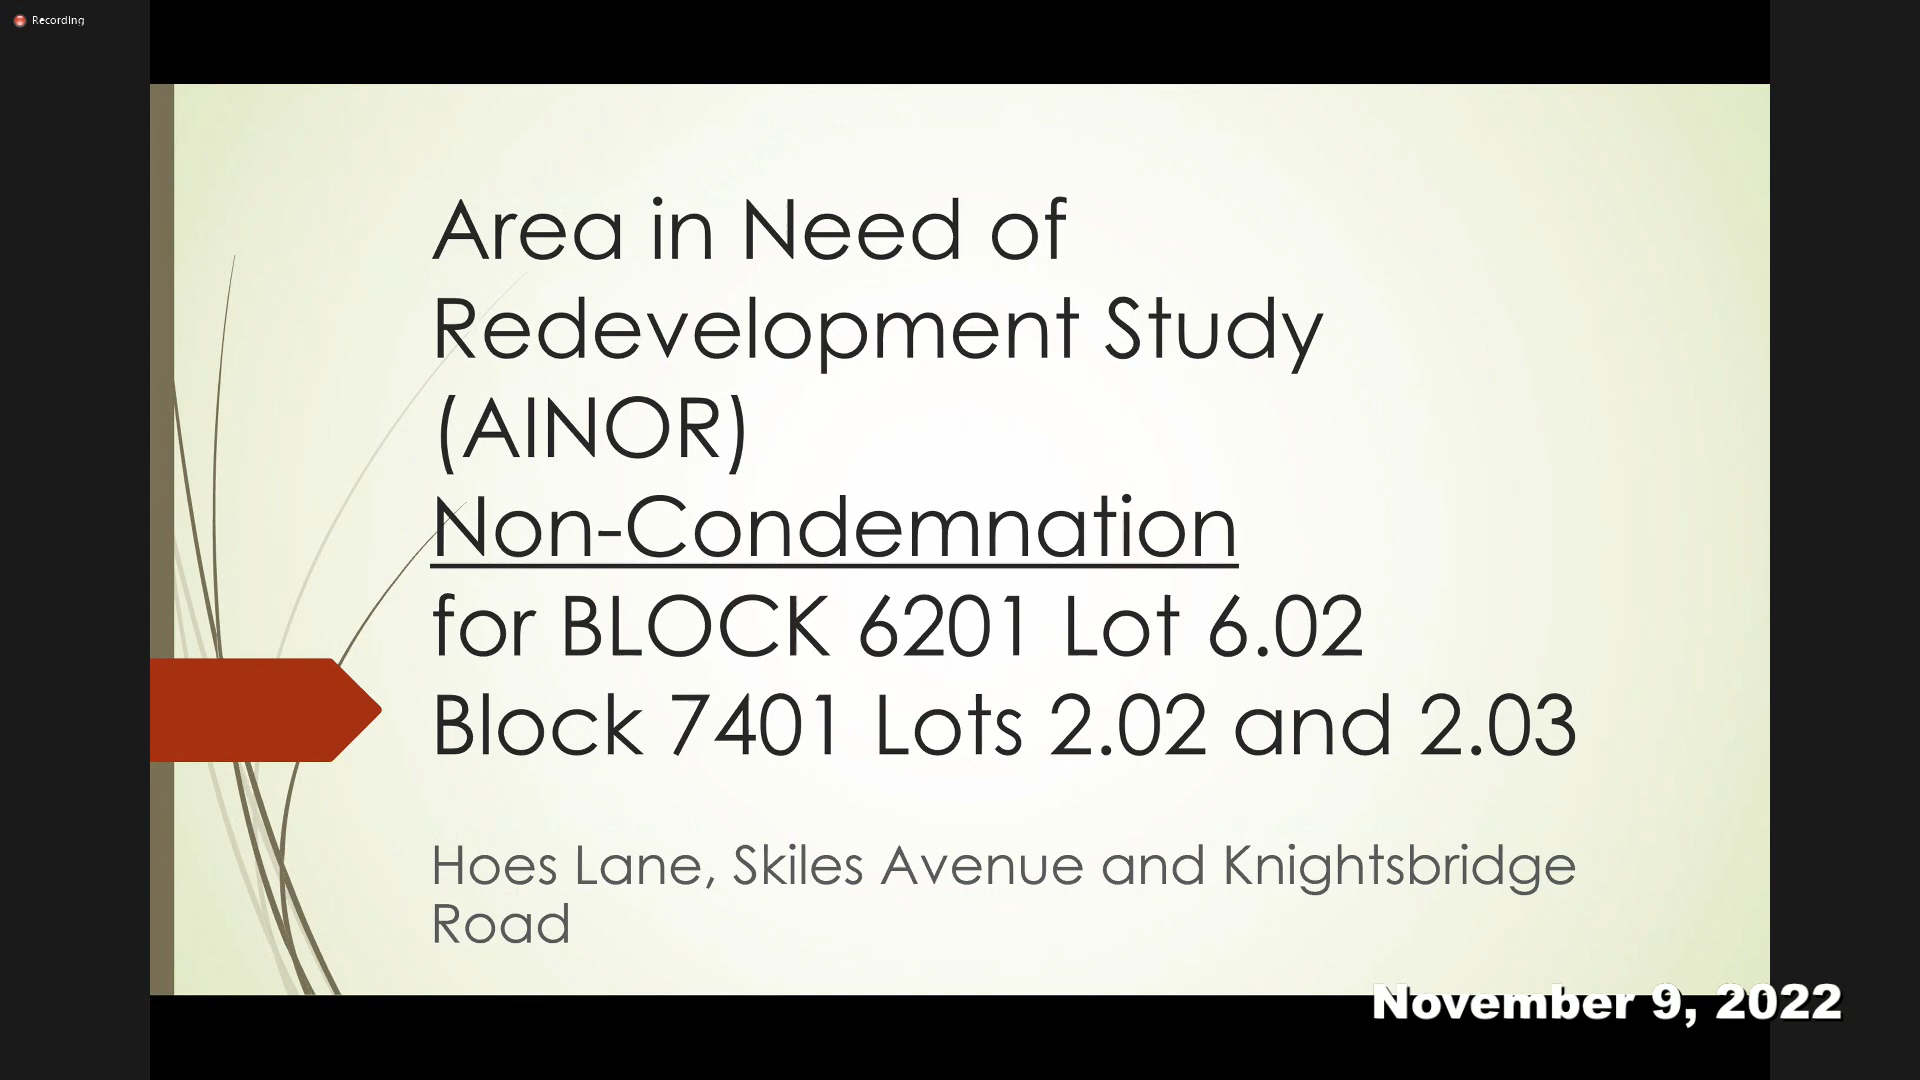 Recording
Area in Need of
Redevelopment Study
(AINOR)
Non-Condemnation
for BLOCK 6201 Lot 6.02
Block 7401 Lots 2.02 and 2.03
Hoes Lane, Skiles Avenue and Knightsbridge
Road
November 9, 2022